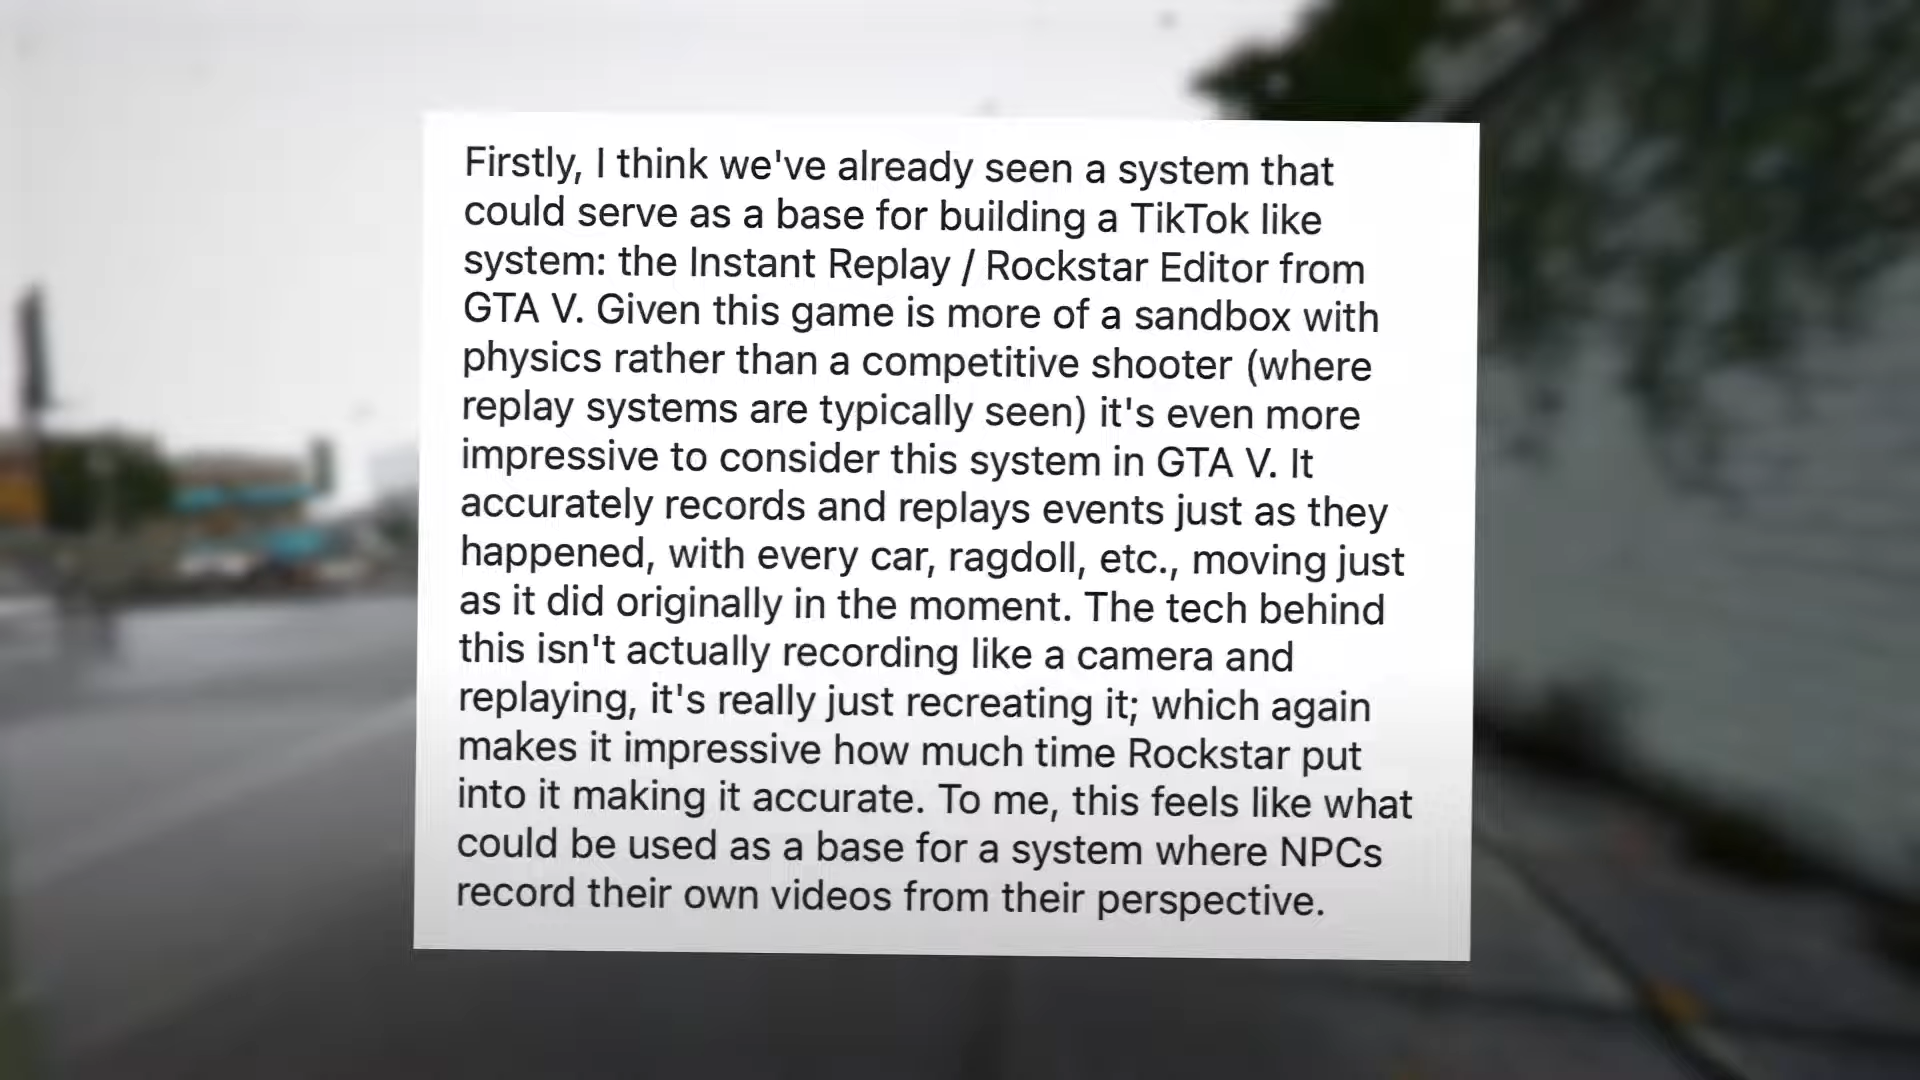 Firstly, I think we've already seen a system that
could serve as a base for building a TikTok like
system: the Instant Replay / Rockstar Editor from
GTA V. Given this game is more of a sandbox with
physics rather than a competitive shooter (where
replay systems are typically seen) it's even more
impressive to consider this system in GTA V. It
accurately records and replays events just as they
happened, with every car, ragdoll, etc., moving just
as it did originally in the moment. The tech behind
this isn't actually recording like a camera and
replaying, it's really just recreating it; which again
makes it impressive how much time Rockstar put
into it making it accurate. To me, this feels like what
could be used as a base for a system where NPCs
record their own videos from their perspective.